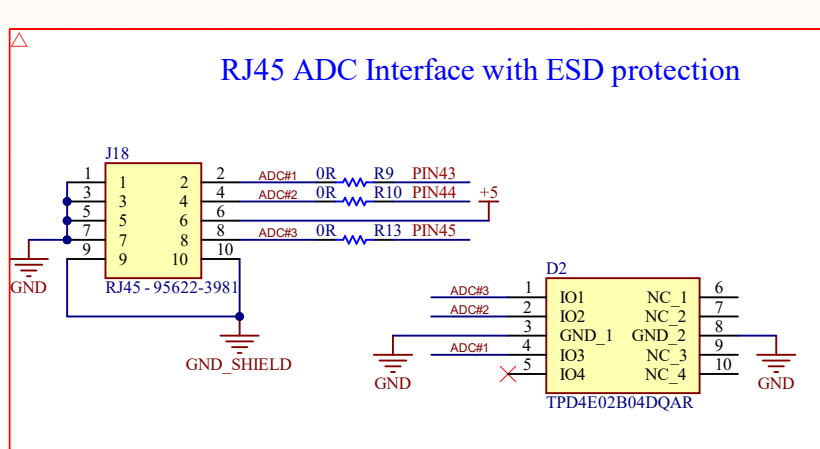 RJ45 ADC Interface with ESD protection
J18
1 1 2 2 ADC#1 0R R9 PIN43
3 3 4 4 ADC#2 0R R10 PIN44
5 5 6 6 +5
7 7 8 8 ADC#3 0R R13 PIN45
9 9 10 10
GND
RJ45 - 95622-3981
GND_SHIELD
D2
ADC#3 1 IO1 NC_1 6
ADC#2 2 IO2 NC_2 7
3 GND_1 GND_2 8
ADC#1 4 IO3 NC_3 9
5 IO4 NC_4 10
GND
GND
TPD4E02B04DQAR